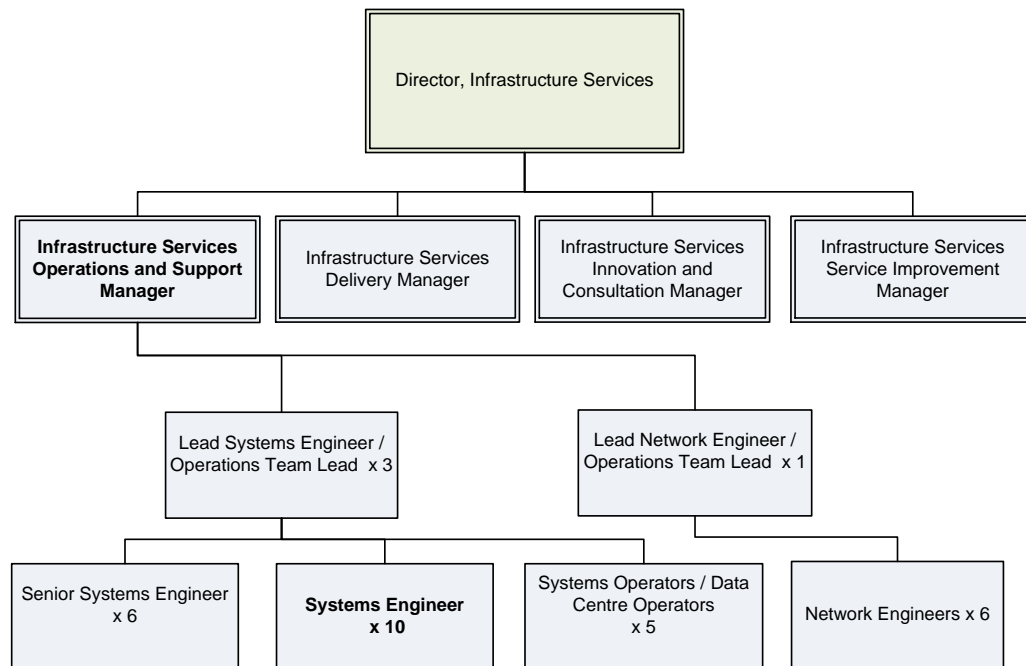 Director, Infrastructure Services
Infrastructure Services
Operations and Support
Manager
Infrastructure Services
Delivery Manager
Infrastructure Services
Innovation and
Consultation Manager
Infrastructure Services
Service Improvement
Manager
Lead Systems Engineer /
Operations Team Lead  x 3
Lead Network Engineer /
Operations Team Lead  x 1
Senior Systems Engineer
x 6
Systems Engineer
x 10
Systems Operators / Data
Centre Operators
x 5
Network Engineers x 6